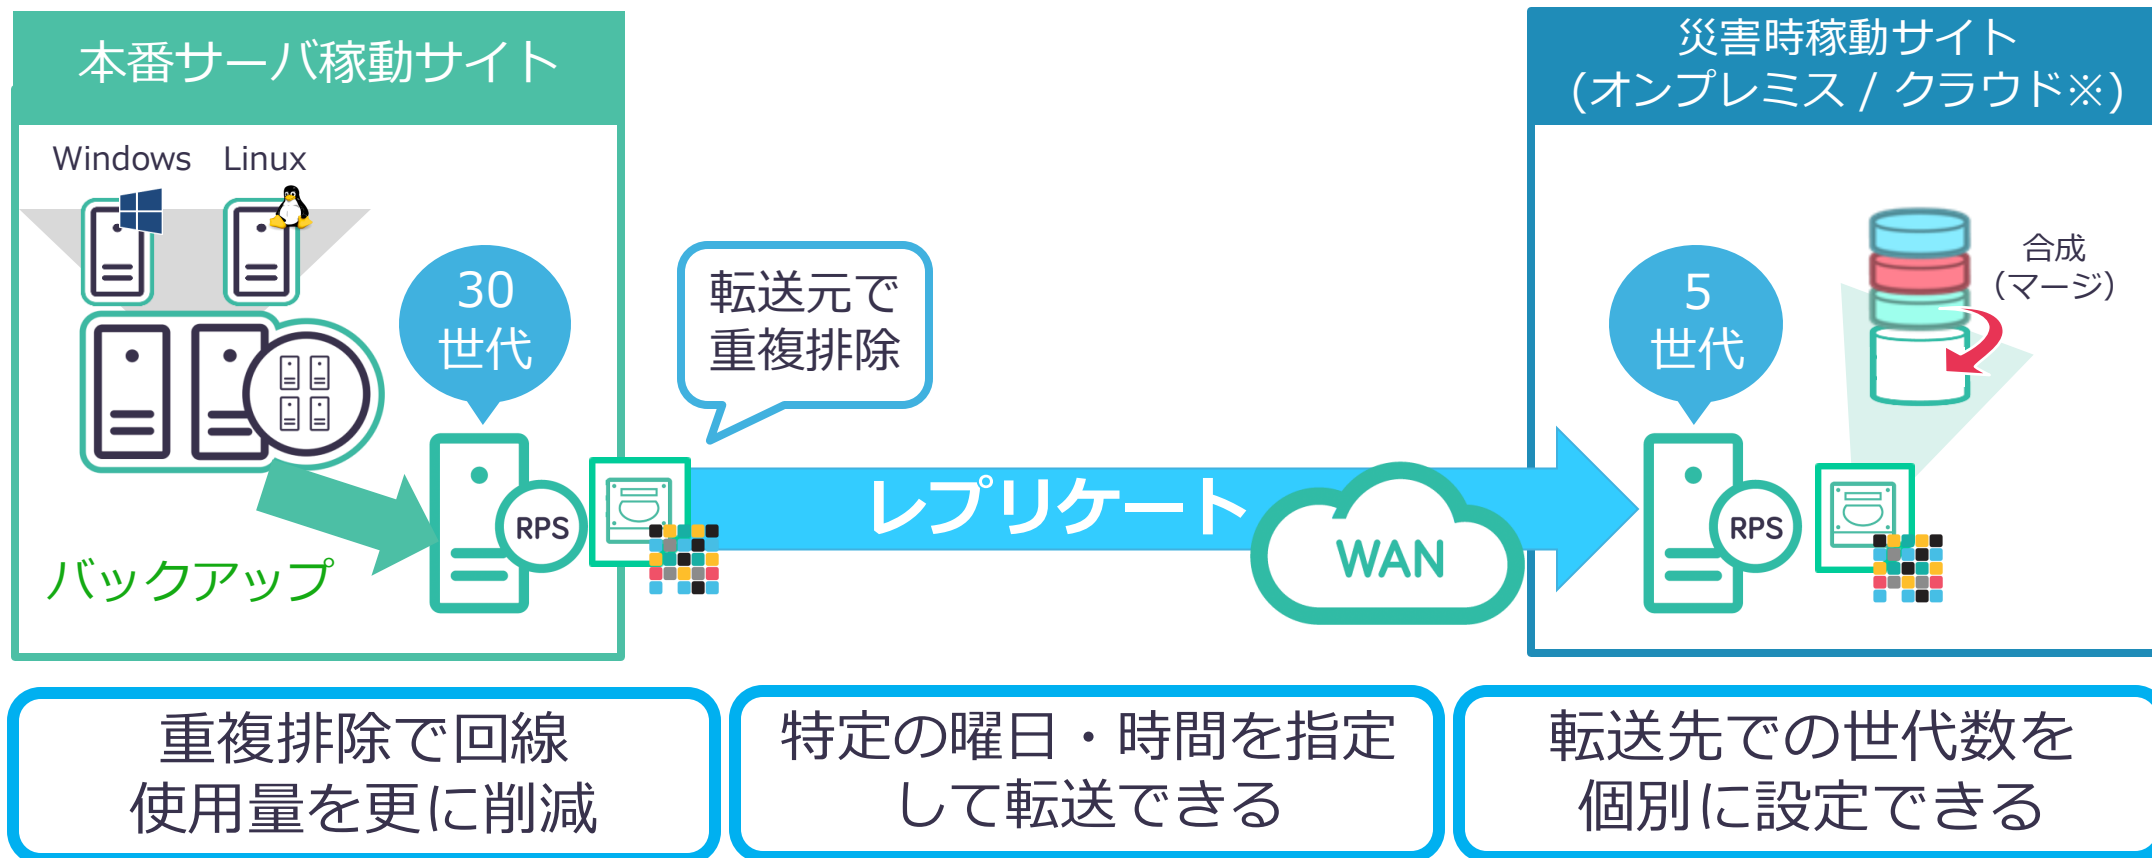 本番サーバ稼動サイト
災害時稼動サイト
(オンプレミス / クラウド※)
Windows
Linux
30
世代
転送元で
重複排除
5
世代
合成
(マージ)
レプリケート
RPS
WAN
RPS
バックアップ
重複排除で回線
使用量を更に削減
特定の曜日・時間を指定
して転送できる
転送先での世代数を
個別に設定できる